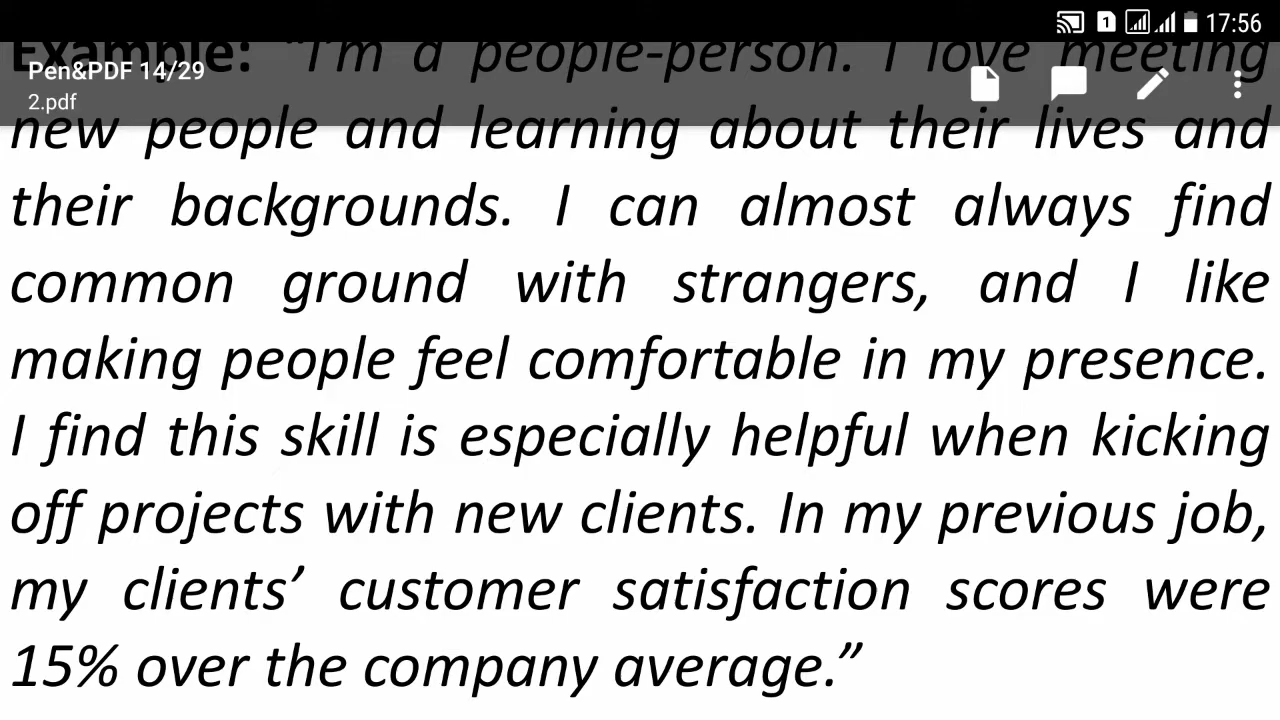 17:56
Example: “I’m a people-person. I love meeting
Pen&PDF 14/29
2.pdf
new people and learning about their lives and
their backgrounds. I can almost always find
common ground with strangers, and I like
making people feel comfortable in my presence.
I find this skill is especially helpful when kicking
off projects with new clients. In my previous job,
my clients’ customer satisfaction scores were
15% over the company average.”